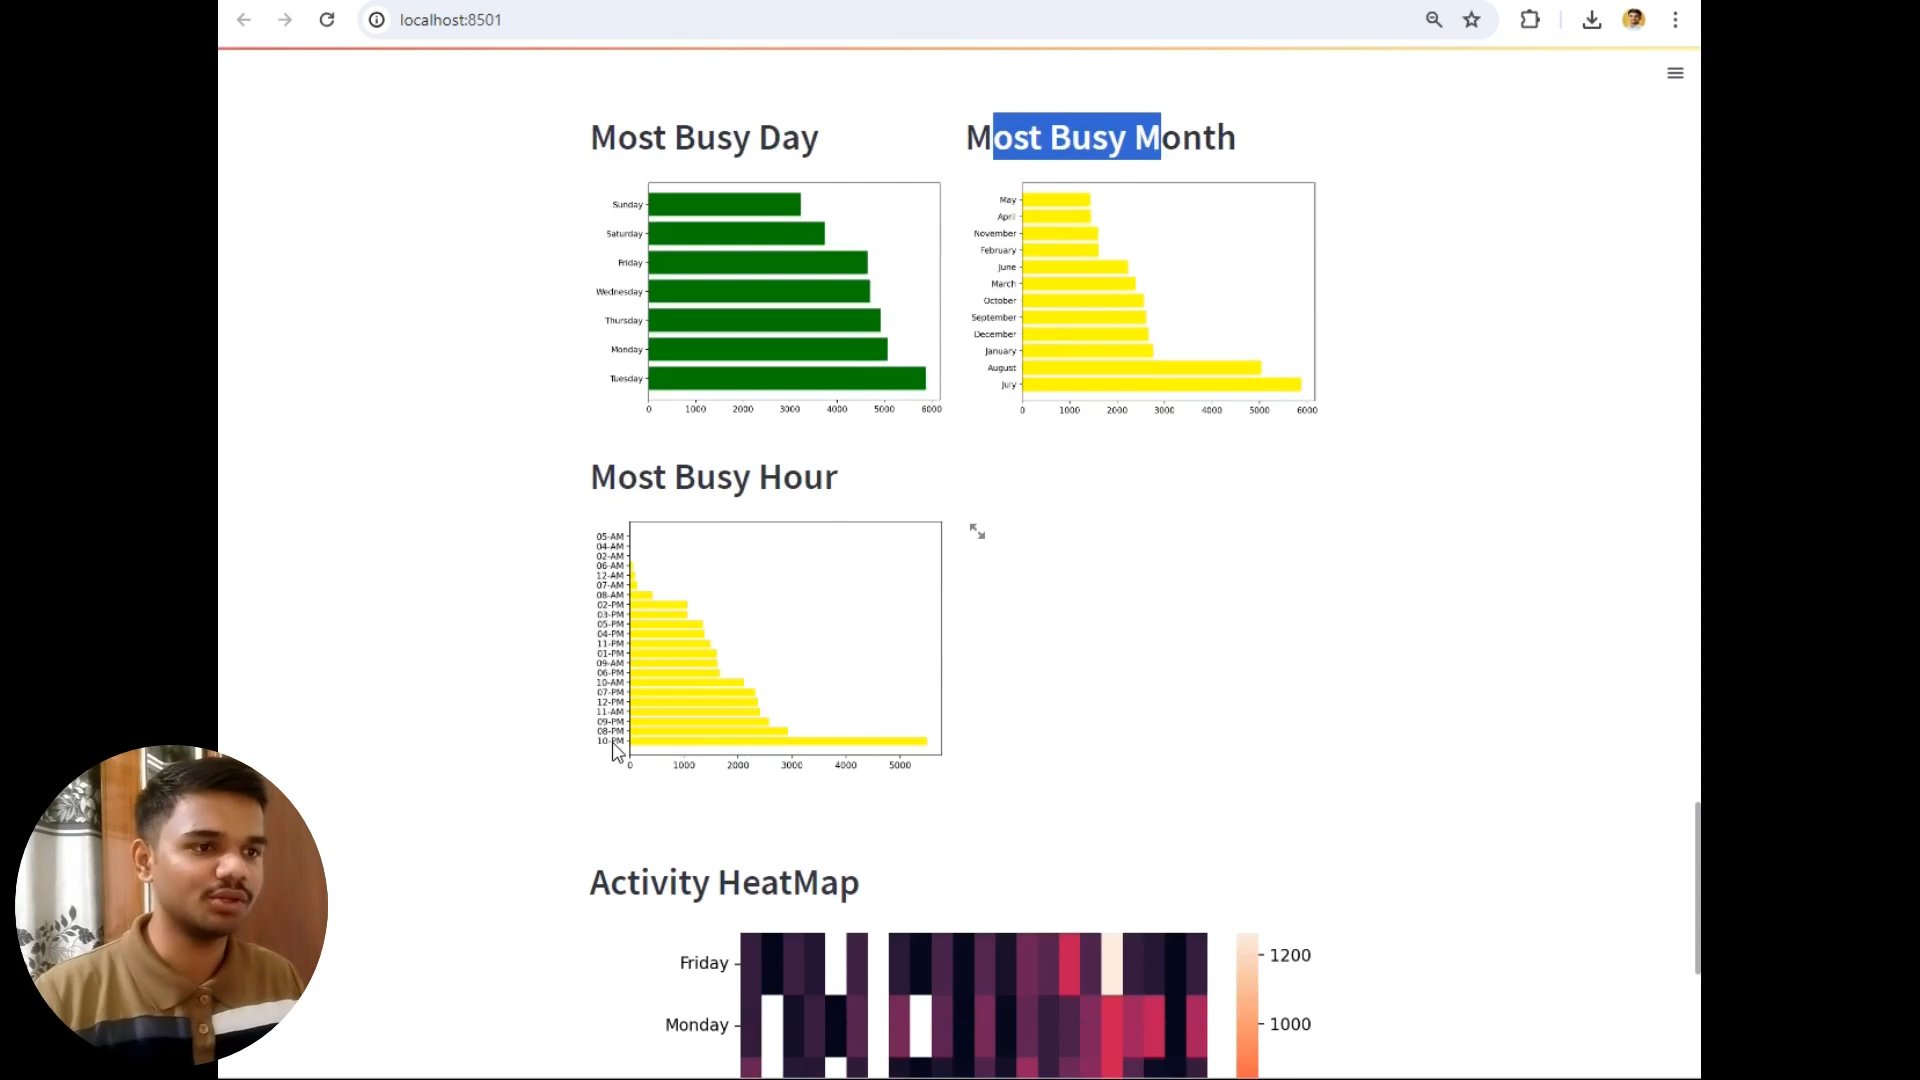 localhost:8501
Most Busy Day
Most Busy Month
Sunday
Saturday
Friday
Wednesday
Thursday
Monday
Tuesday
0 1000 2000 3000 4000 5000 6000
May
April
November
February
June
March
October
September
December
January
August
July
0 1000 2000 3000 4000 5000 6000
Most Busy Hour
05-AM
04-AM
02-AM
06-AM
12-AM
07-AM
08-AM
02-PM
03-PM
05-PM
04-PM
11-PM
01-PM
09-AM
06-PM
10-AM
07-PM
12-PM
11-AM
09-PM
08-PM
10-PM
0 1000 2000 3000 4000 5000
Activity HeatMap
Friday
1200
Monday
1000